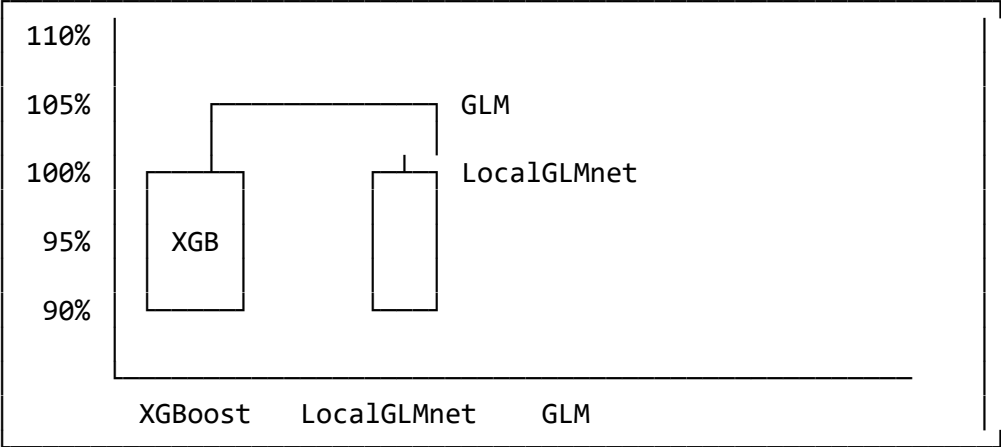 110%
105% GLM
100% LocalGLMnet
95% XGB
90%
XGBoost LocalGLMnet GLM